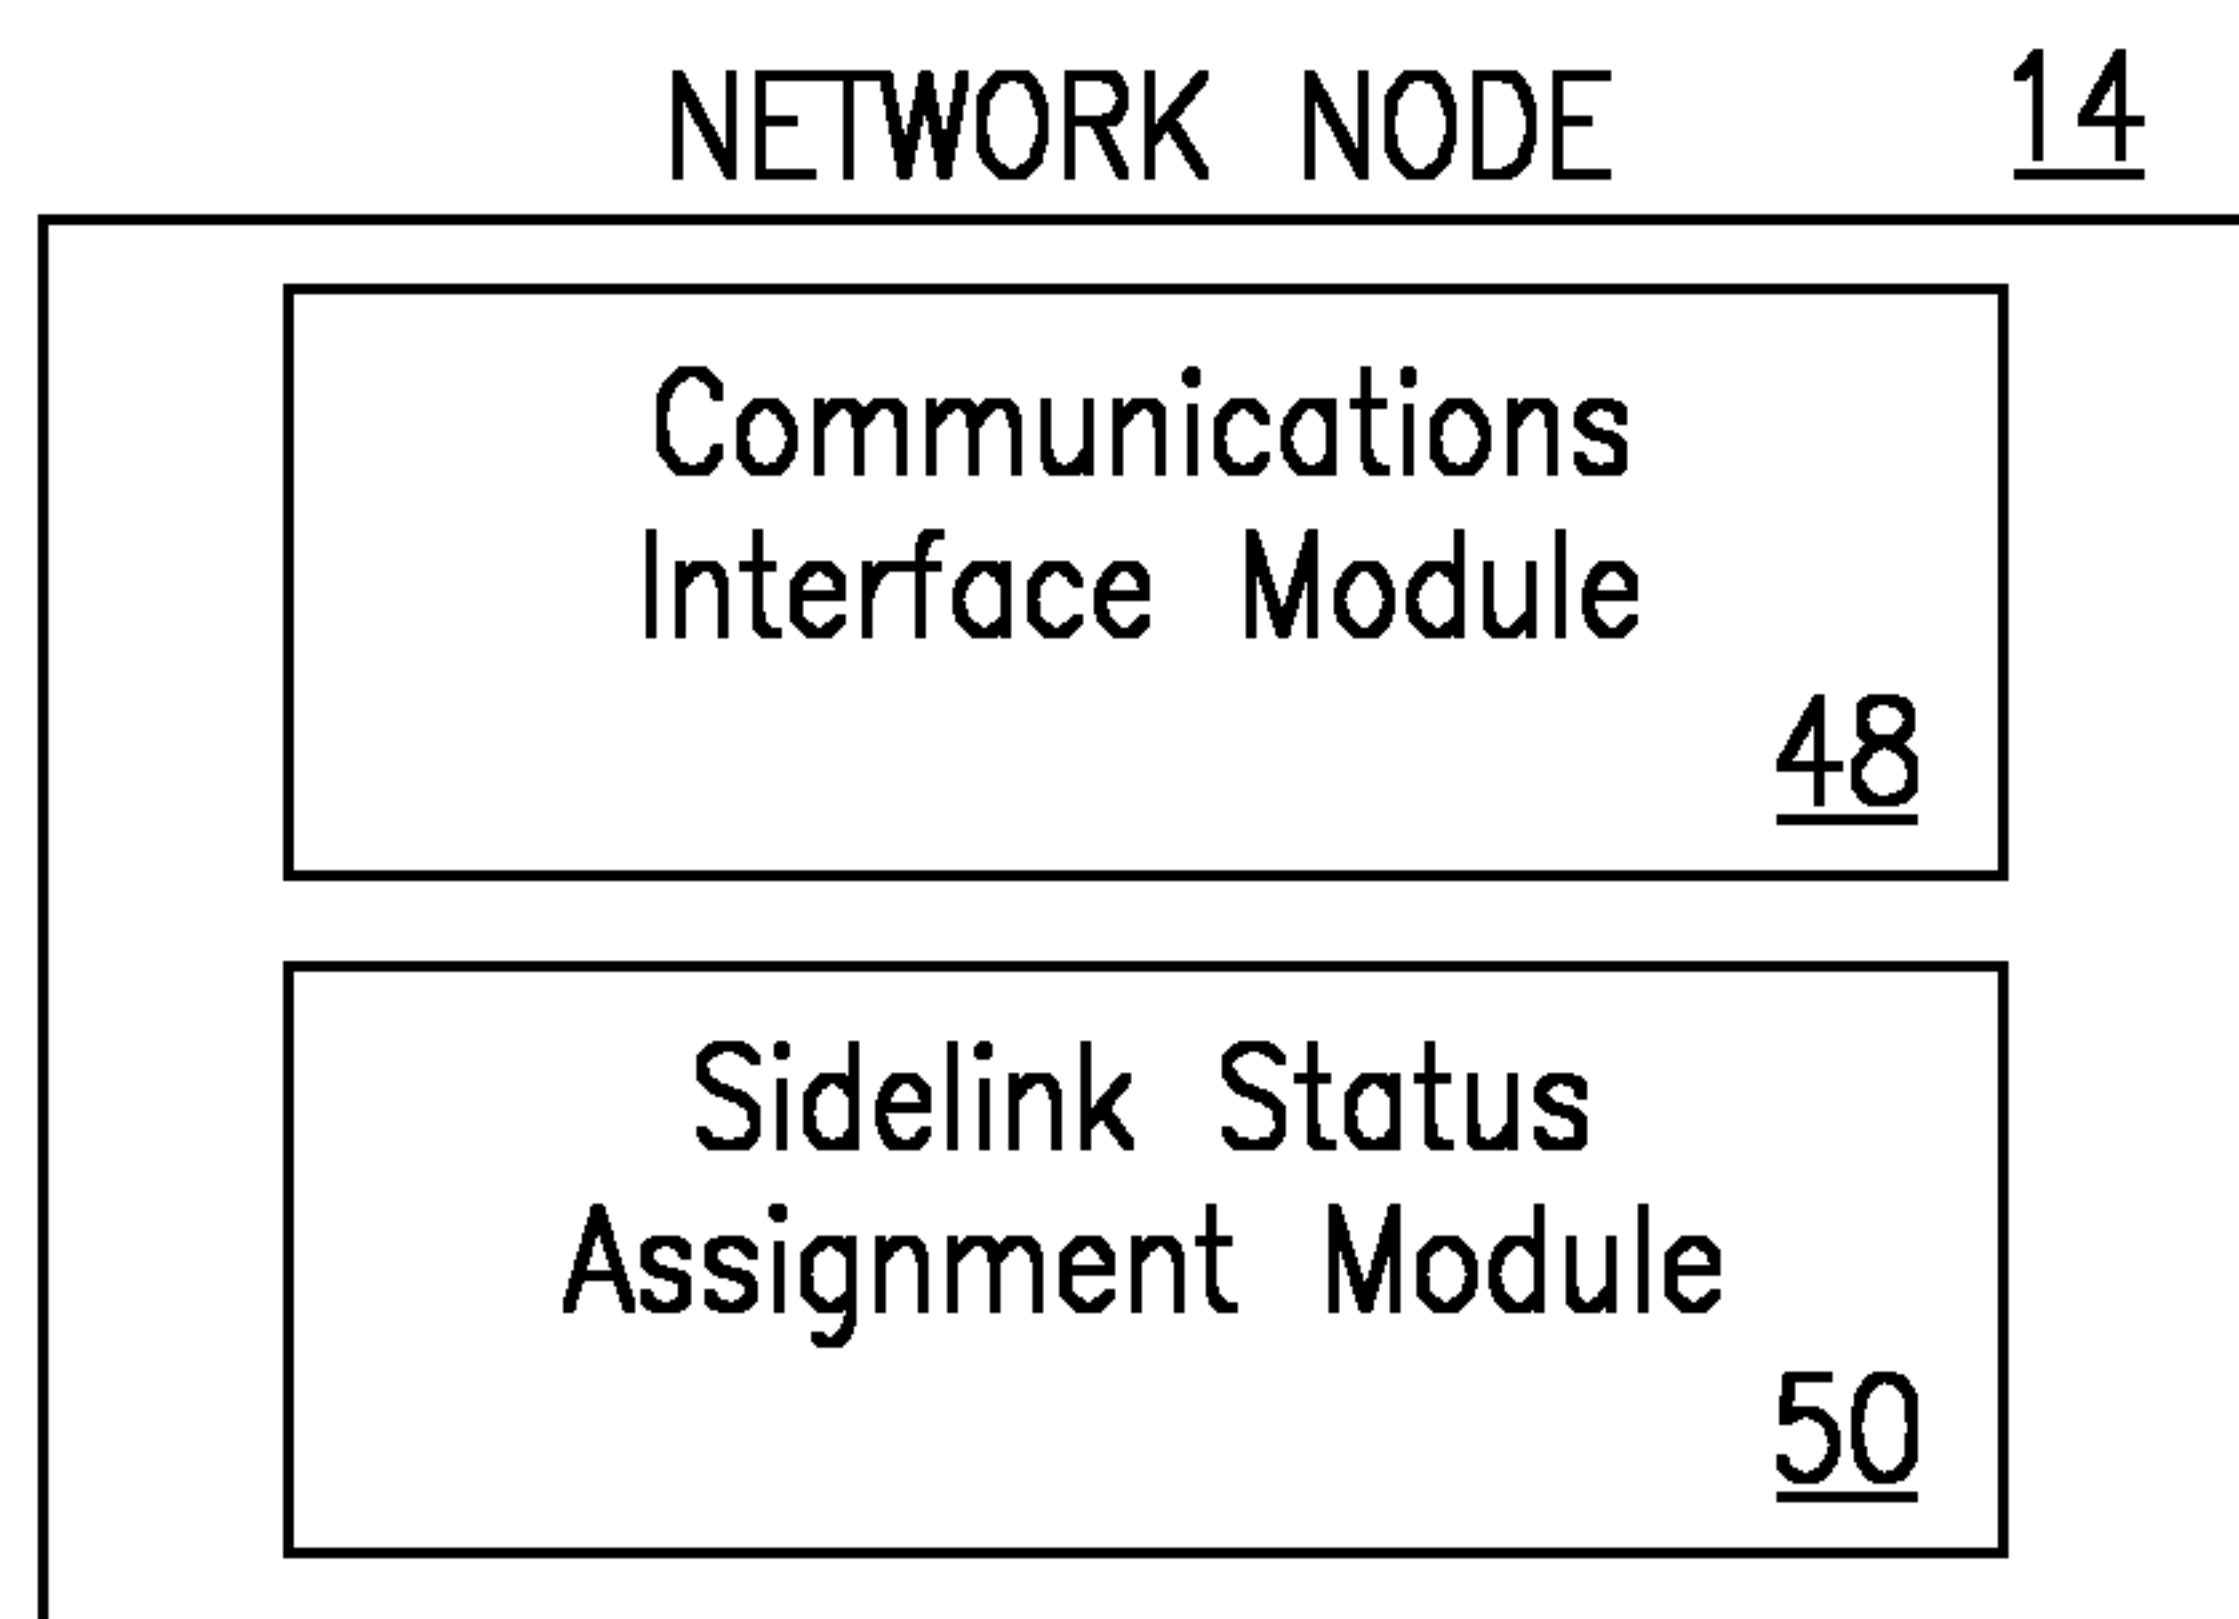 NETWORK NODE 14
Communications
Interface Module
48
Sidelink Status
Assignment Module
50